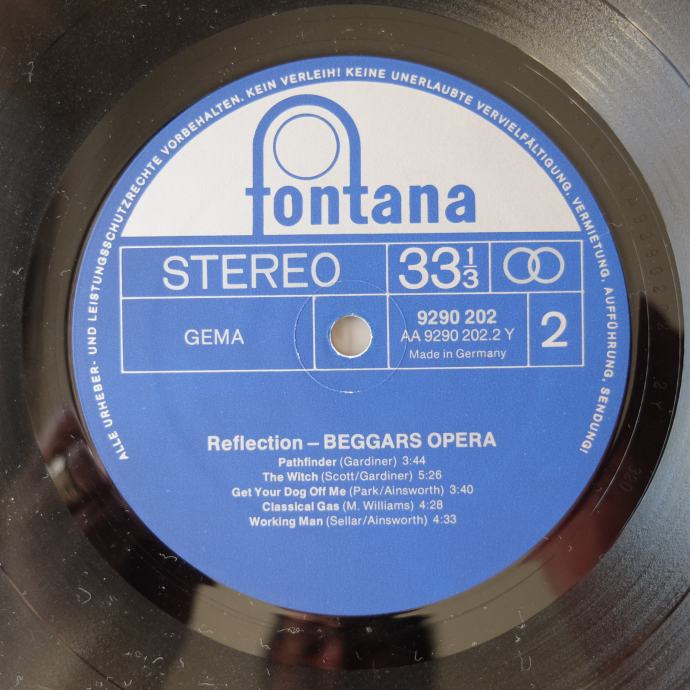 ALLE URHEBER- UND LEISTUNGSSCHUTZRECHTE VORBEHALTEN. KEIN VERLEIH! KEINE UNERLAUBTE VERVIELFÄLTIGUNG, VERMIETUNG, AUFFÜHRUNG, SENDUNG!
fontana
STEREO 33⅓
GEMA 9290 202
AA 9290 202.2 Y 2
Made in Germany
Reflection – BEGGARS OPERA
Pathfinder (Gardiner) 3:44
The Witch (Scott/Gardiner) 5:26
Get Your Dog Off Me (Park/Ainsworth) 3:40
Classical Gas (M. Williams) 4:28
Working Man (Sellar/Ainsworth) 4:33